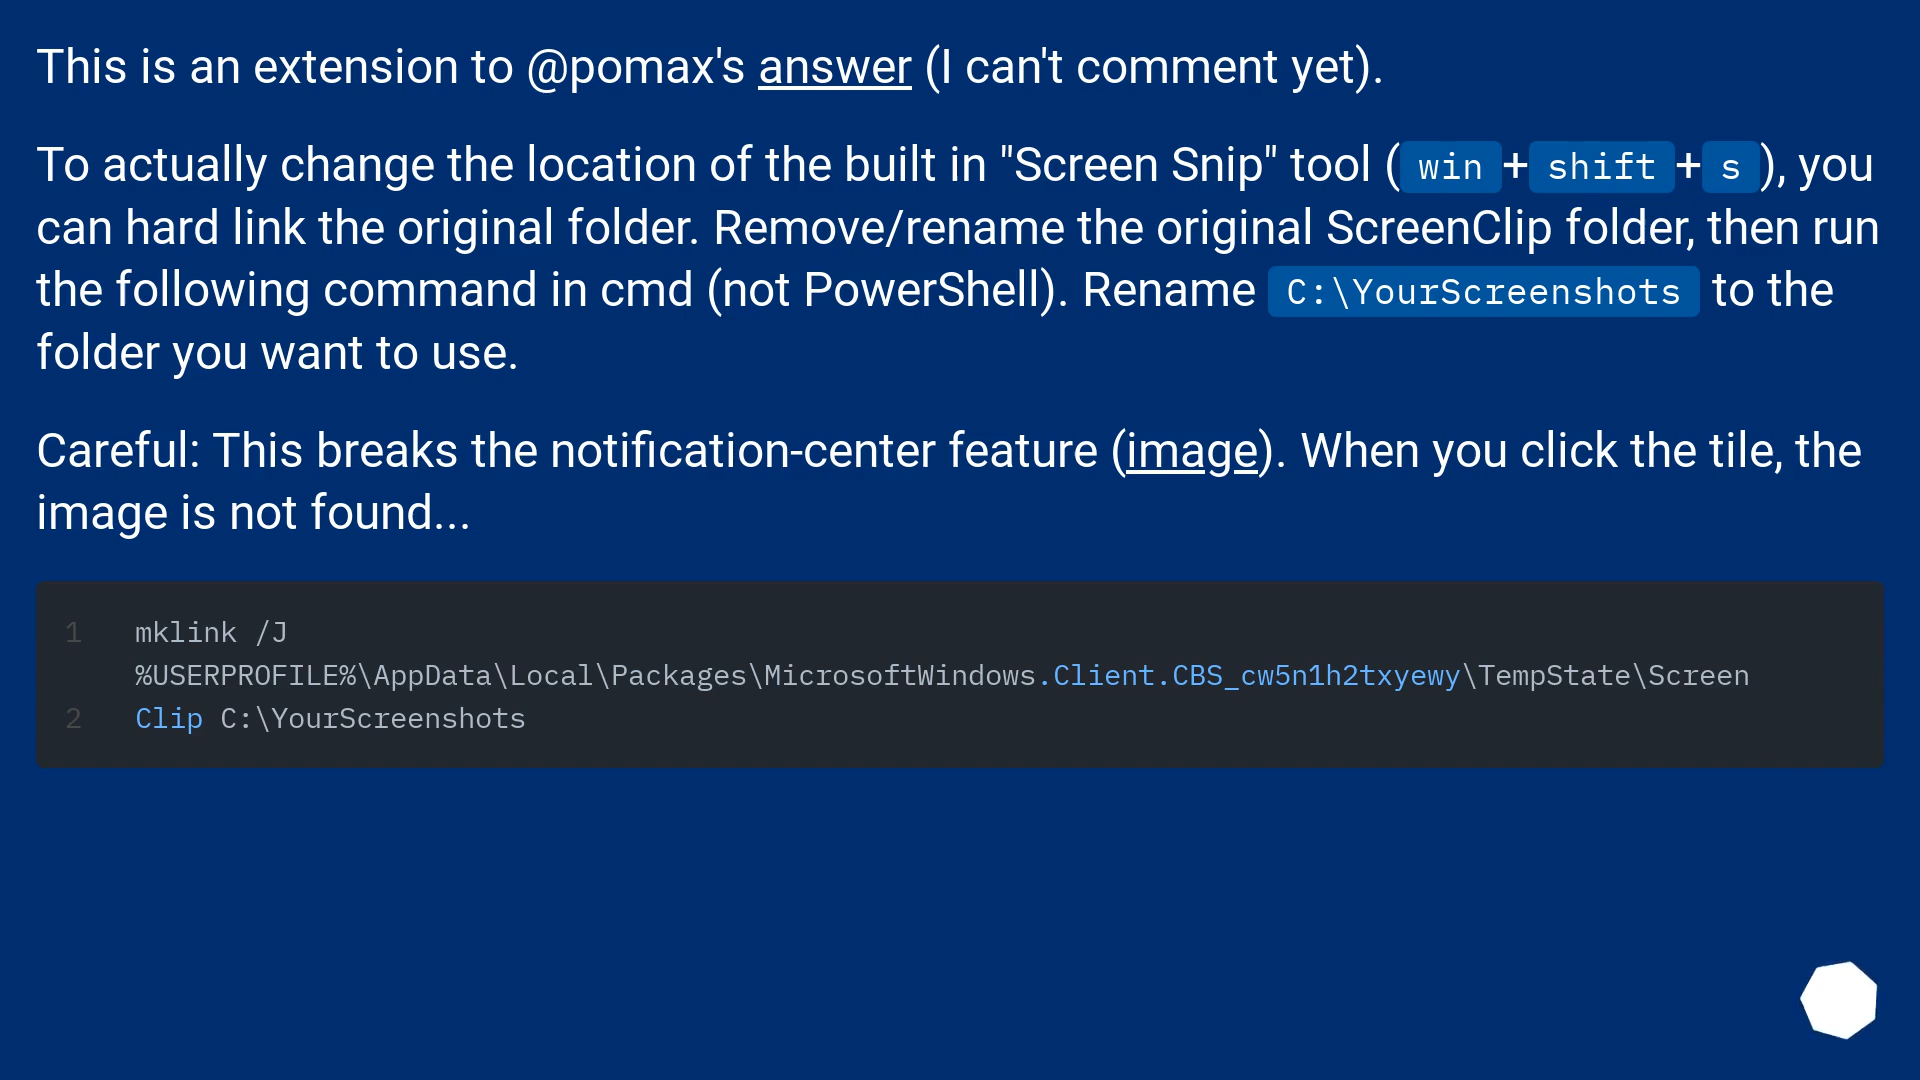 This is an extension to @pomax's answer (I can't comment yet).
To actually change the location of the built in "Screen Snip" tool ( win + shift + s ), you
can hard link the original folder. Remove/rename the original ScreenClip folder, then run
the following command in cmd (not PowerShell). Rename C:\YourScreenshots to the
folder you want to use.
Careful: This breaks the notification-center feature (image). When you click the tile, the
image is not found...
1 mklink /J
%USERPROFILE%\AppData\Local\Packages\MicrosoftWindows.Client.CBS_cw5n1h2txyewy\TempState\Screen
2 Clip C:\YourScreenshots